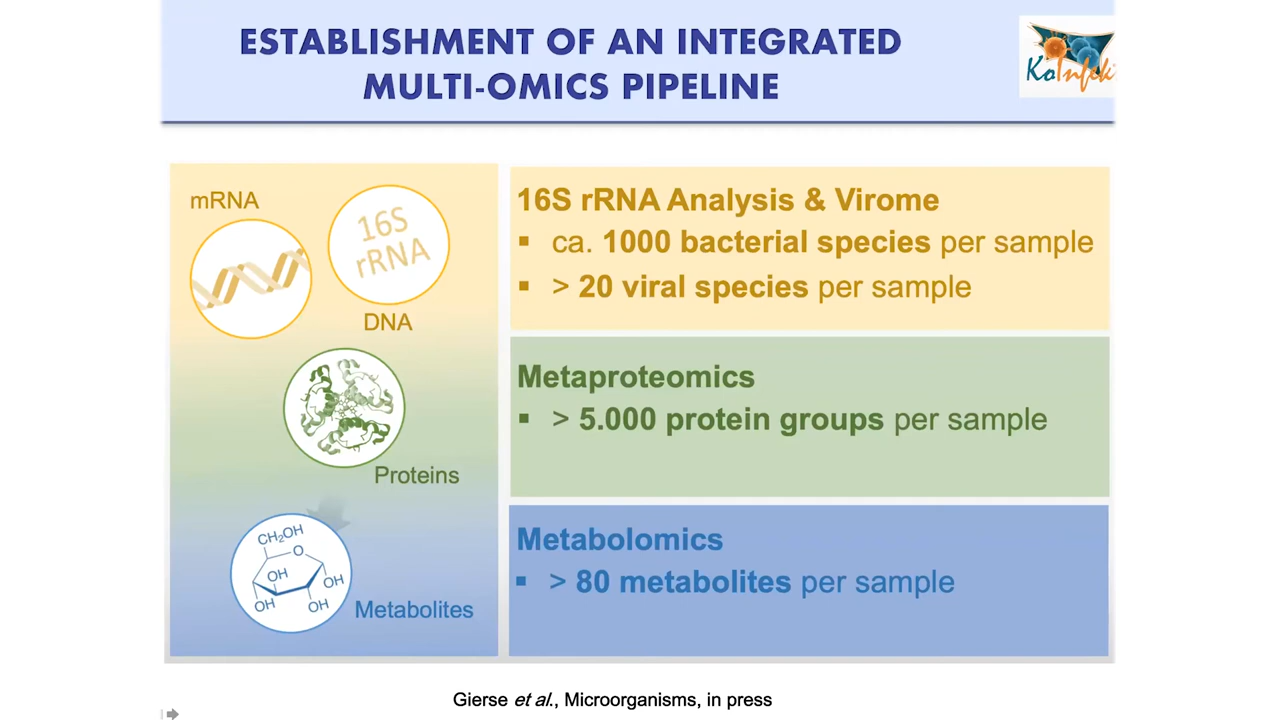 ESTABLISHMENT OF AN INTEGRATED
MULTI-OMICS PIPELINE
KoInfekt
mRNA
16S
rRNA
DNA
Proteins
CH₂OH
O
OH
OH
OH
OH
Metabolites
16S rRNA Analysis & Virome
▪ ca. 1000 bacterial species per sample
▪ > 20 viral species per sample
Metaproteomics
▪ > 5.000 protein groups per sample
Metabolomics
▪ > 80 metabolites per sample
Gierse et al., Microorganisms, in press